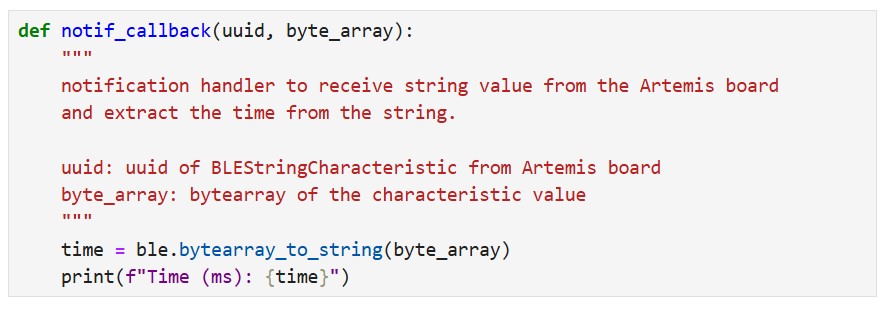 def notif_callback(uuid, byte_array):
    """
    notification handler to receive string value from the Artemis board
    and extract the time from the string.

    uuid: uuid of BLEStringCharacteristic from Artemis board
    byte_array: bytearray of the characteristic value
    """
    time = ble.bytearray_to_string(byte_array)
    print(f"Time (ms): {time}")